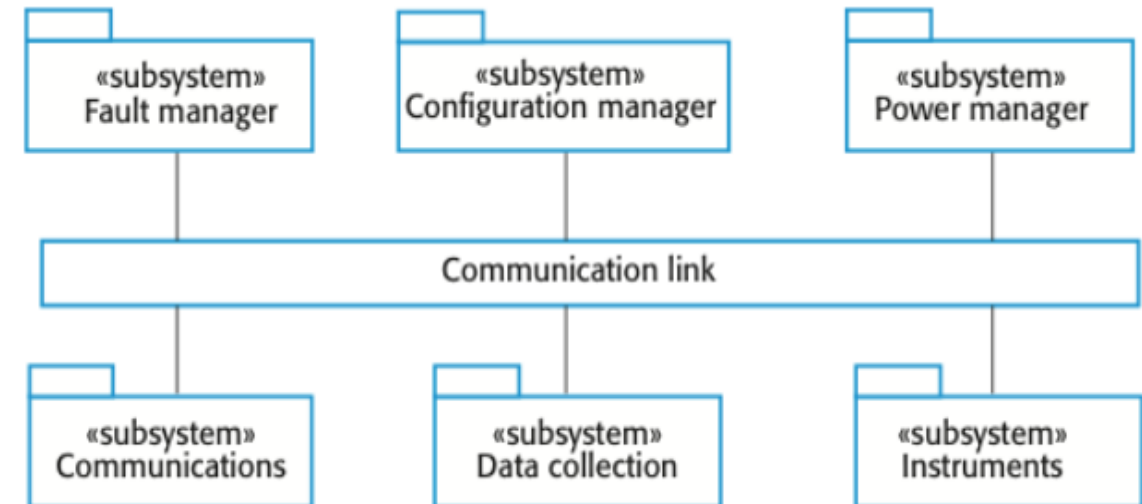 «subsystem»
Fault manager
«subsystem»
Configuration manager
«subsystem»
Power manager
Communication link
«subsystem»
Communications
«subsystem»
Data collection
«subsystem»
Instruments